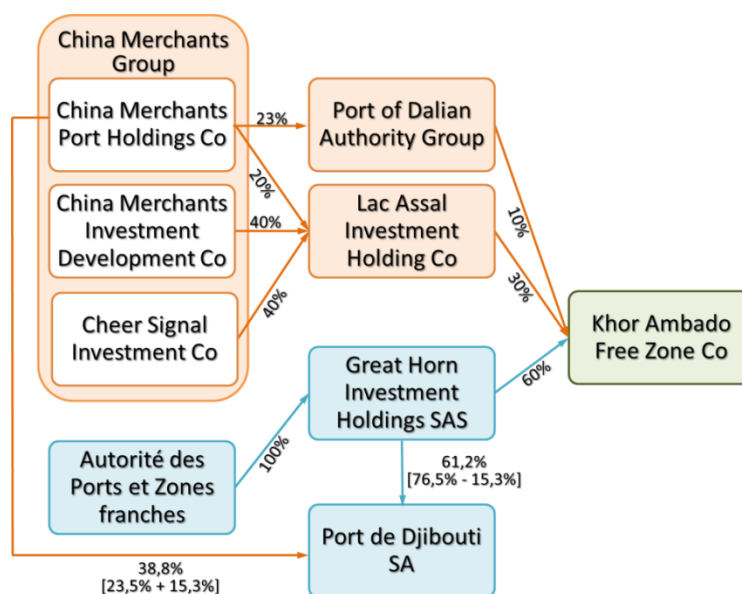 China Merchants
Group
China Merchants
Port Holdings Co
23%
Port of Dalian
Authority Group
20%
China Merchants
Investment
Development Co
40%
Lac Assal
Investment
Holding Co
10%
30%
Cheer Signal
Investment Co
40%
Khor Ambado
Free Zone Co
Great Horn
Investment
Holdings SAS
60%
Autorité des
Ports et Zones
franches
100%
61,2%
[76,5% - 15,3%]
Port de Djibouti
SA
38,8%
[23,5% + 15,3%]